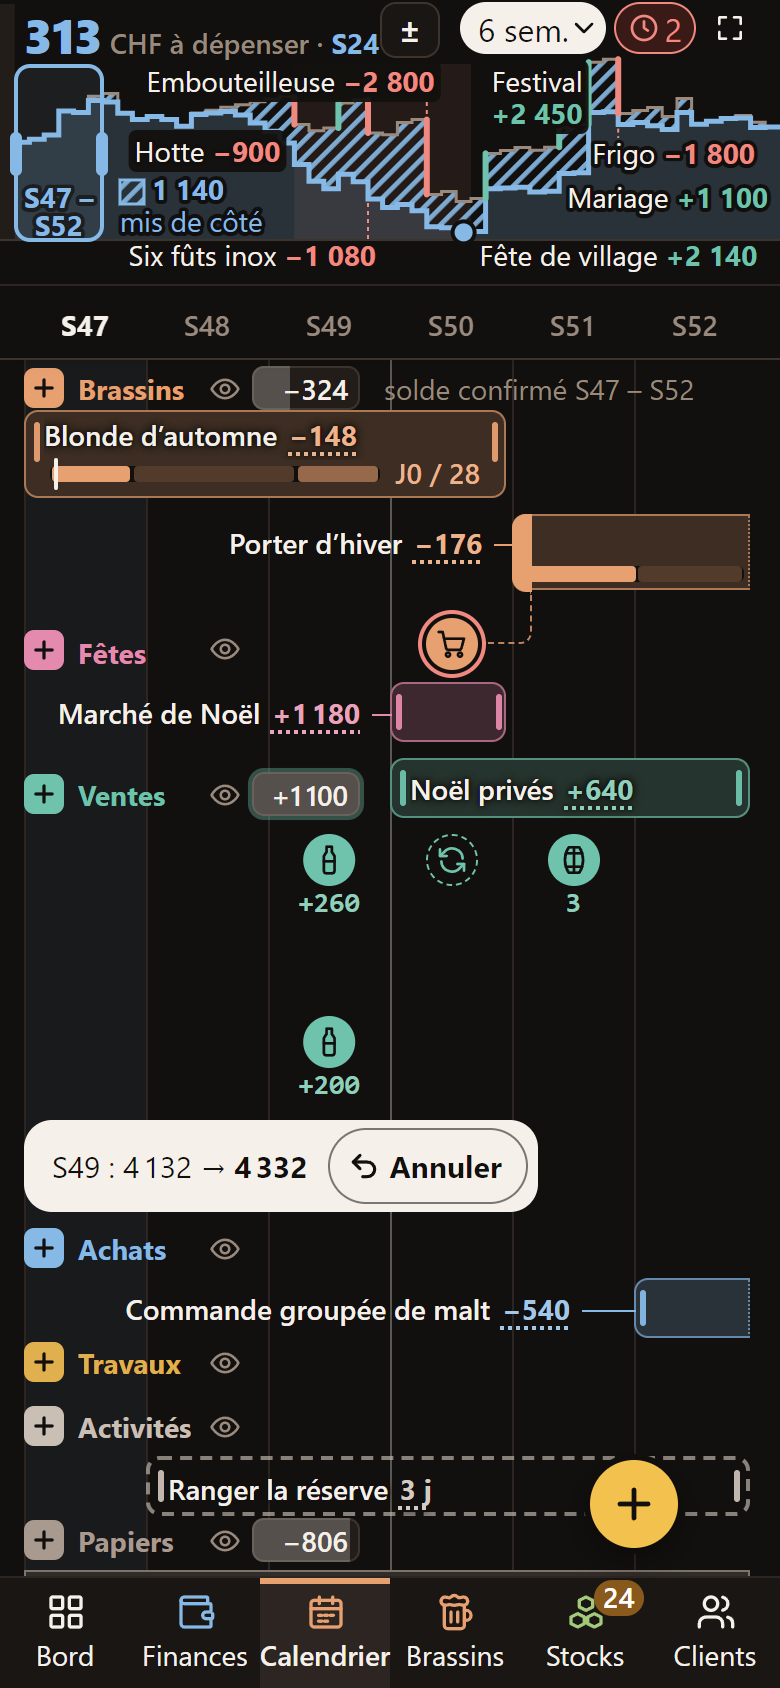 313 CHF à dépenser · S24 ± 6 sem. 2
Embouteilleuse −2 800
Festival
+2 450
Hotte −900
Frigo −1 800
S47 –
S52
1 140
mis de côté
Mariage +1 100
Six fûts inox −1 080
Fête de village +2 140
S47 S48 S49 S50 S51 S52
+ Brassins −324 solde confirmé S47 – S52
Blonde d’automne −148
J0 / 28
Porter d’hiver −176
+ Fêtes
Marché de Noël +1 180
+ Ventes +1 100 Noël privés +640
+260 3
+200
S49 : 4 132 → 4 332 Annuler
+ Achats
Commande groupée de malt −540
+ Travaux
+ Activités
Ranger la réserve 3 j
+
+ Papiers −806
24
Bord Finances Calendrier Brassins Stocks Clients